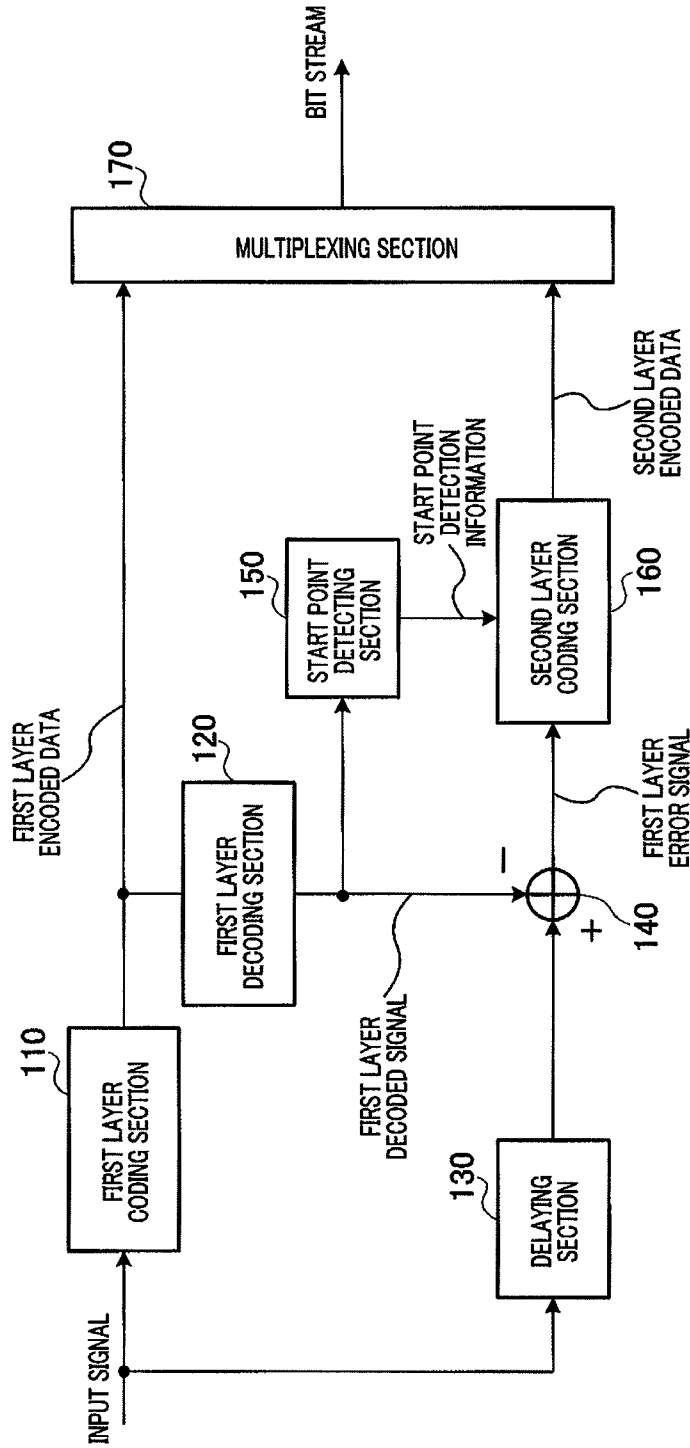 INPUT SIGNAL
110
FIRST LAYER
CODING SECTION
FIRST LAYER
ENCODED DATA
120
FIRST LAYER
DECODING SECTION
FIRST LAYER
DECODED SIGNAL
130
DELAYING
SECTION
+
−
140
FIRST LAYER
ERROR SIGNAL
150
START POINT
DETECTING
SECTION
START POINT
DETECTION
INFORMATION
SECOND LAYER
CODING SECTION
160
SECOND LAYER
ENCODED DATA
170
MULTIPLEXING SECTION
BIT STREAM